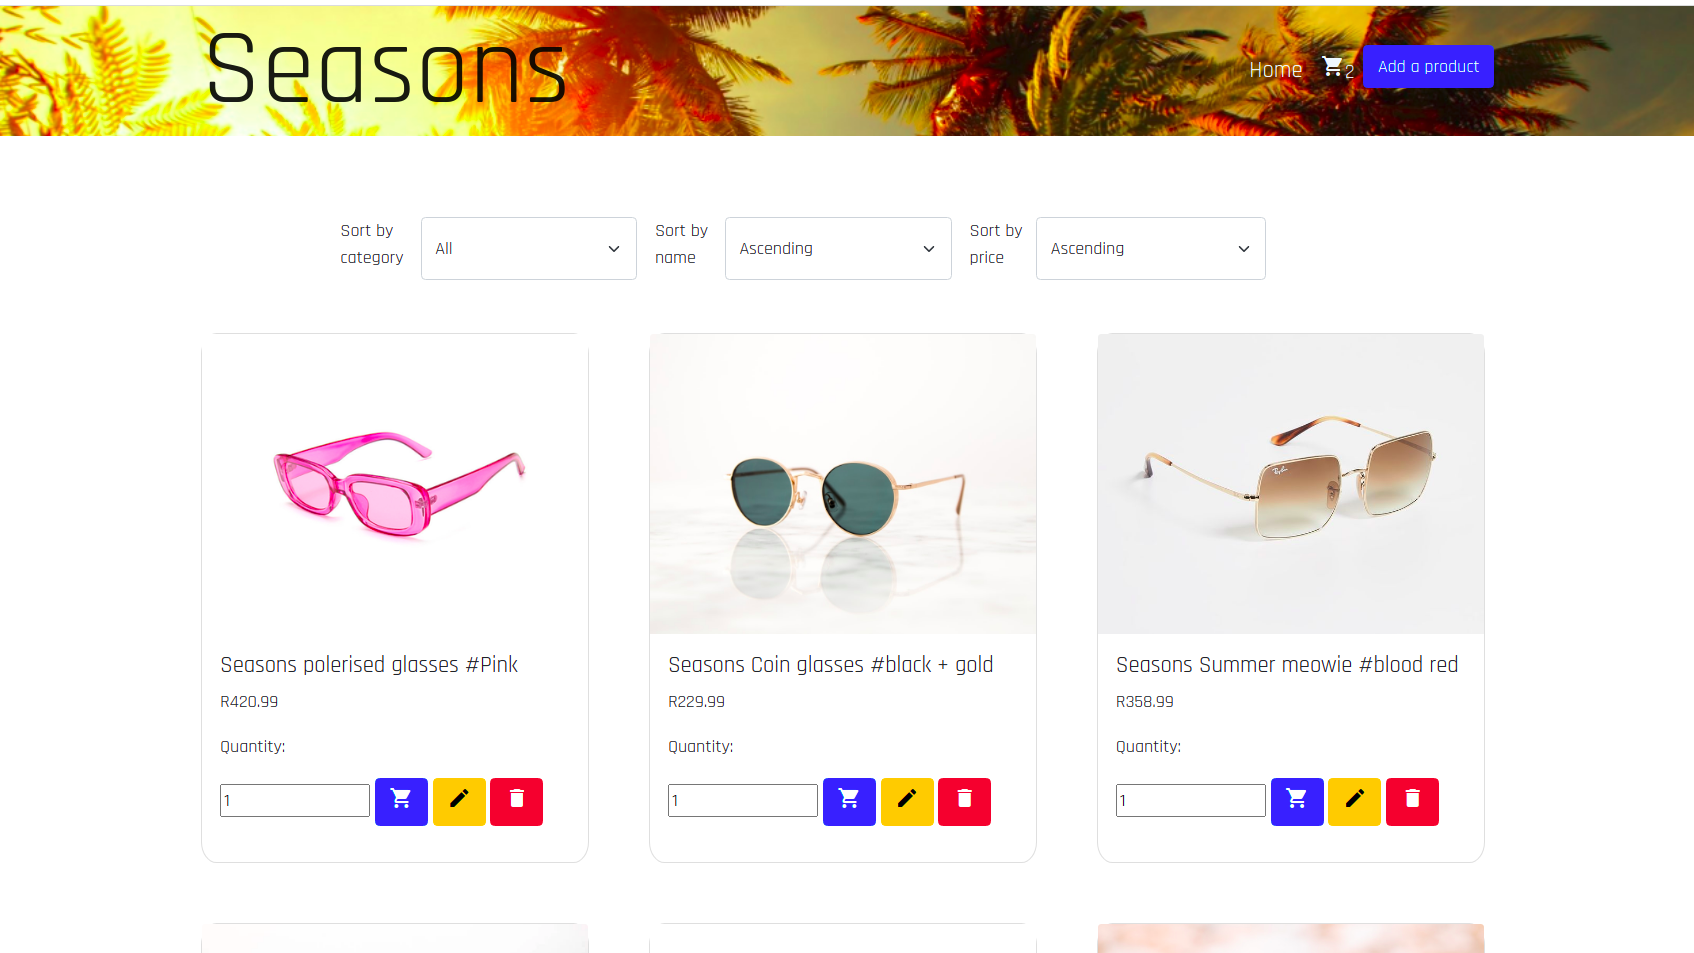 Seasons
Home
2
Add a product
Sort by
category
All
Sort by
name
Ascending
Sort by
price
Ascending
Ray-Ban
Seasons polerised glasses #Pink
R420.99
Quantity:
1
Seasons Coin glasses #black + gold
R229.99
Quantity:
1
Seasons Summer meowie #blood red
R358.99
Quantity:
1